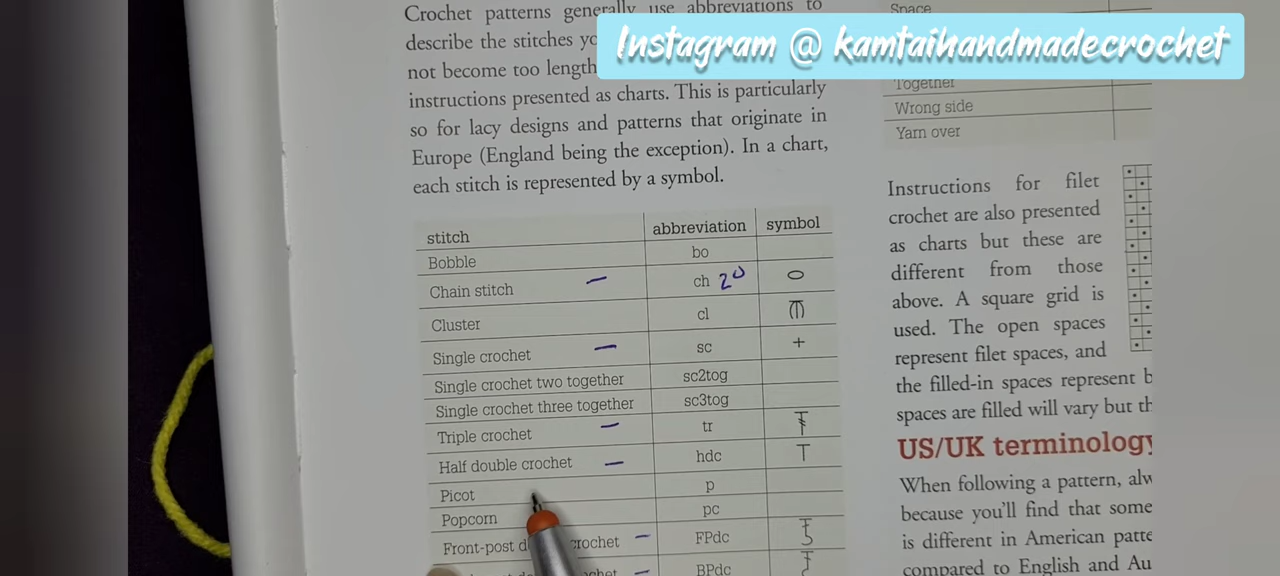 Crochet patterns generally use abbreviations to
describe the stitches
not become too
instructions presented as charts. This is particularly
so for lacy designs and patterns that originate in
Europe (England being the exception). In a chart,
each stitch is represented by a symbol.
Instagram @ kamtaihandmadecrochet
stitch abbreviation symbol
Bobble bo
Chain stitch ch 20
Cluster cl
Single crochet sc +
Single crochet two together sc2tog
Single crochet three together sc3tog
Triple crochet tr
Half double crochet hdc
Picot p
Popcorn pc
Front-post crochet FPdc
BPdc
Space
Together
Wrong side
Yarn over
Instructions for filet
crochet are also presented
as charts but these are
different from those
above. A square grid is
used. The open spaces
represent filet spaces, and
the filled-in spaces represent
spaces are filled will vary but
US/UK terminology
When following a pattern,
because you'll find that some
is different in American
compared to English and